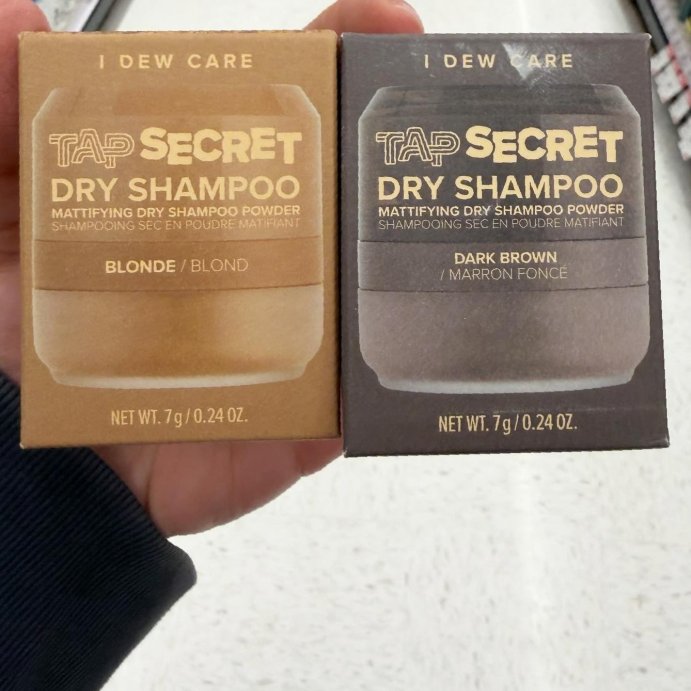 I DEW CARE
TAP SECRET
DRY SHAMPOO
MATTIFYING DRY SHAMPOO POWDER
SHAMPOOING SEC EN POUDRE MATIFIANT
BLONDE / BLOND
NET WT. 7g / 0.24 OZ.
I DEW CARE
TAP SECRET
DRY SHAMPOO
MATTIFYING DRY SHAMPOO POWDER
SHAMPOOING SEC EN POUDRE MATIFIANT
DARK BROWN
/ MARRON FONCÉ
NET WT. 7g / 0.24 OZ.